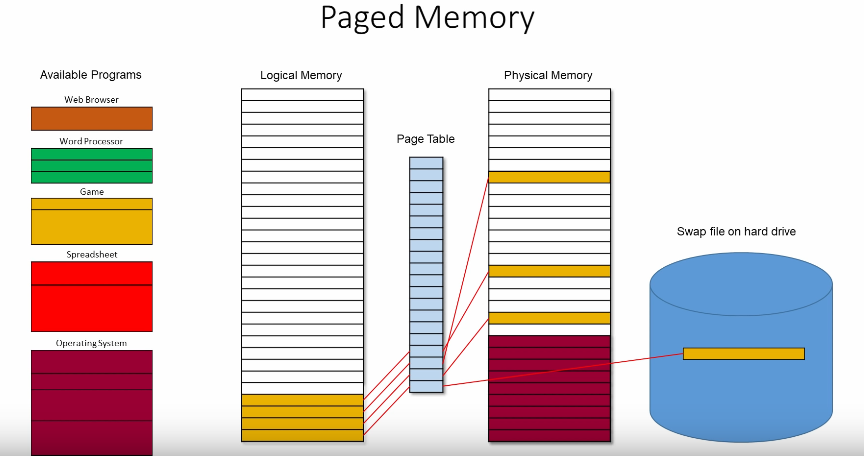 Paged Memory
Available Programs
Logical Memory
Physical Memory
Web Browser
Page Table
Word Processor
Game
Swap file on hard drive
Spreadsheet
Operating System